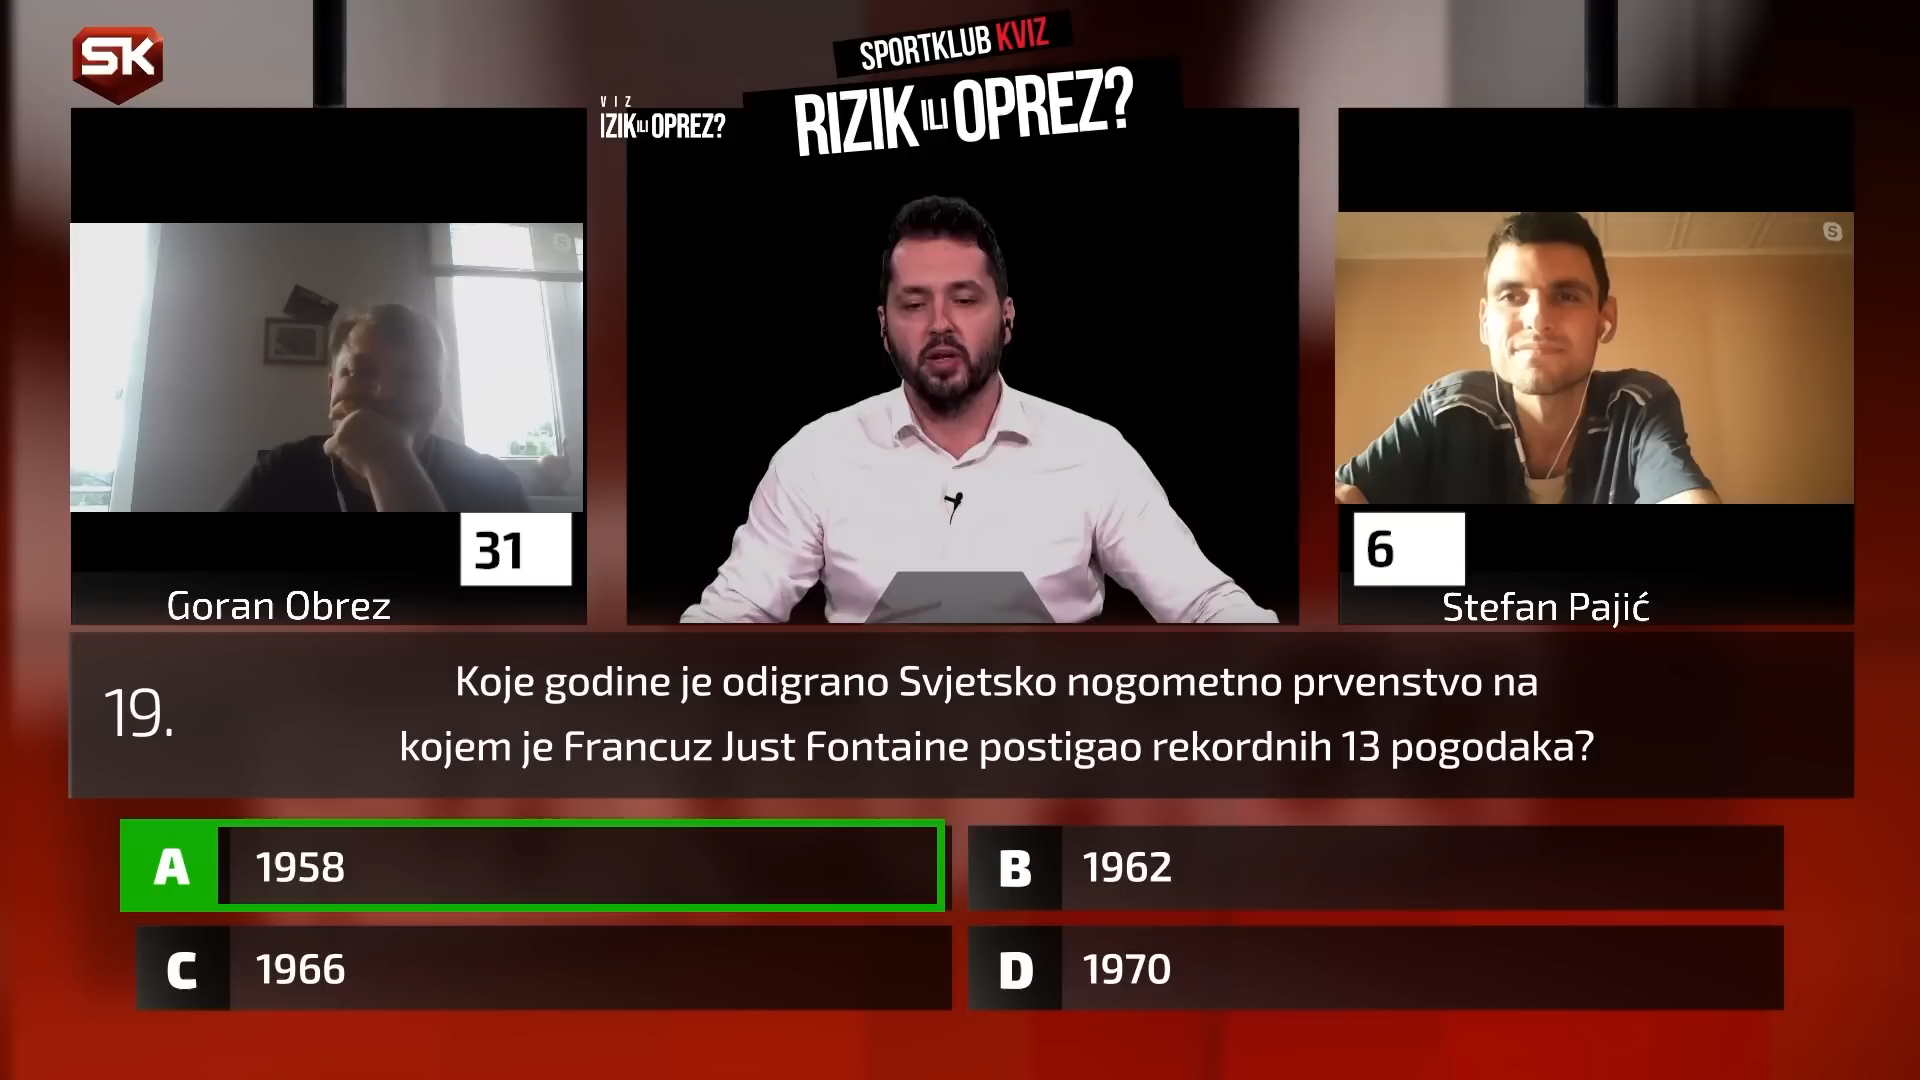 SK
SPORTKLUB KVIZ
RIZIK ILI OPREZ?
VIZ
IZIK ILI OPREZ?
31
Goran Obrez
6
Stefan Pajić
19.
Koje godine je odigrano Svjetsko nogometno prvenstvo na
kojem je Francuz Just Fontaine postigao rekordnih 13 pogodaka?
A 1958
B 1962
C 1966
D 1970